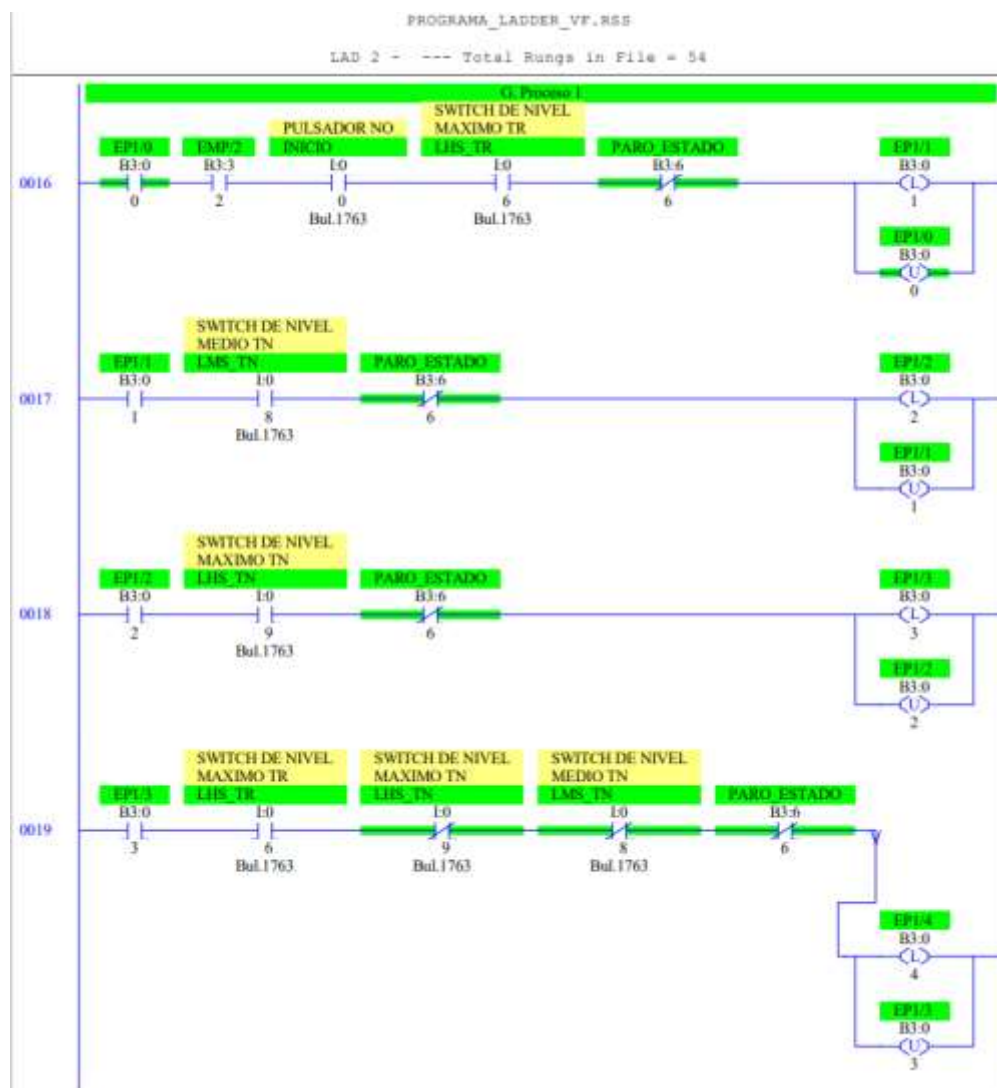 PROGRAMA_LADDER_VF.RSS
LAD 2 - --- Total Rungs in File = 54
G. Proceso 1
EP1/0
B3:0
0
EMP/2
B3:3
2
PULSADOR NO
INICIO
I:0
0
Bul.1763
SWITCH DE NIVEL
MAXIMO TR
LHS_TR
I:0
6
Bul.1763
PARO_ESTADO
B3:6
6
EP1/1
B3:0
L
1
EP1/0
B3:0
U
0
0016
SWITCH DE NIVEL
MEDIO TN
EP1/1
B3:0
1
LMS_TN
I:0
8
Bul.1763
PARO_ESTADO
B3:6
6
EP1/2
B3:0
L
2
EP1/1
B3:0
U
1
0017
SWITCH DE NIVEL
MAXIMO TN
EP1/2
B3:0
2
LHS_TN
I:0
9
Bul.1763
PARO_ESTADO
B3:6
6
EP1/3
B3:0
L
3
EP1/2
B3:0
U
2
0018
SWITCH DE NIVEL
MAXIMO TR
EP1/3
B3:0
3
LHS_TR
I:0
6
Bul.1763
SWITCH DE NIVEL
MAXIMO TN
LHS_TN
I:0
9
Bul.1763
SWITCH DE NIVEL
MEDIO TN
LMS_TN
I:0
8
Bul.1763
PARO_ESTADO
B3:6
6
0019
EP1/4
B3:0
L
4
EP1/3
B3:0
U
3